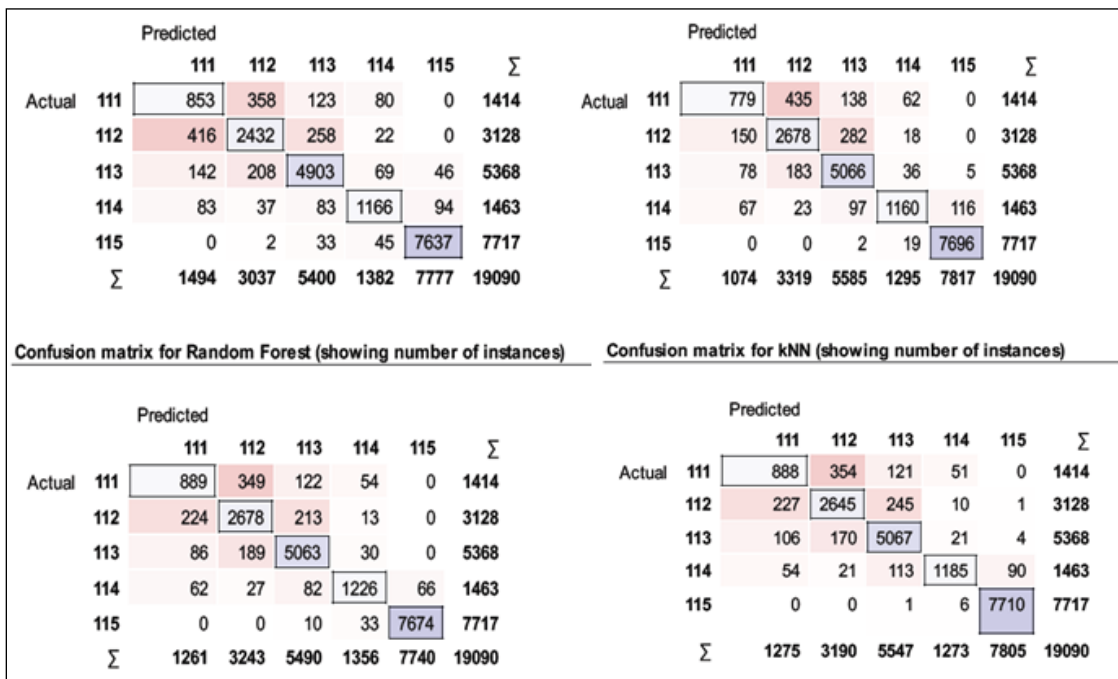 Predicted
111 112 113 114 115 Σ
Actual 111 853 358 123 80 0 1414
112 416 2432 258 22 0 3128
113 142 208 4903 69 46 5368
114 83 37 83 1166 94 1463
115 0 2 33 45 7637 7717
Σ 1494 3037 5400 1382 7777 19090
Predicted
111 112 113 114 115 Σ
Actual 111 779 435 138 62 0 1414
112 150 2678 282 18 0 3128
113 78 183 5066 36 5 5368
114 67 23 97 1160 116 1463
115 0 0 2 19 7696 7717
Σ 1074 3319 5585 1295 7817 19090
Confusion matrix for Random Forest (showing number of instances)
Predicted
111 112 113 114 115 Σ
Actual 111 889 349 122 54 0 1414
112 224 2678 213 13 0 3128
113 86 189 5063 30 0 5368
114 62 27 82 1226 66 1463
115 0 0 10 33 7674 7717
Σ 1261 3243 5490 1356 7740 19090
Confusion matrix for kNN (showing number of instances)
Predicted
111 112 113 114 115 Σ
Actual 111 888 354 121 51 0 1414
112 227 2645 245 10 1 3128
113 106 170 5067 21 4 5368
114 54 21 113 1185 90 1463
115 0 0 1 6 7710 7717
Σ 1275 3190 5547 1273 7805 19090